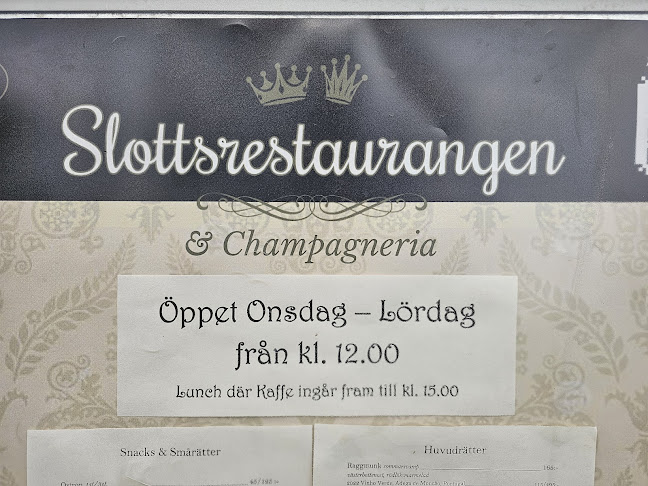 Slottsrestaurangen
& Champagneria
Öppet Onsdag – Lördag
från kl. 12.00
Lunch där Kaffe ingår fram till kl. 15.00
Snacks & Smårätter
Huvudrätter
Raggmunk